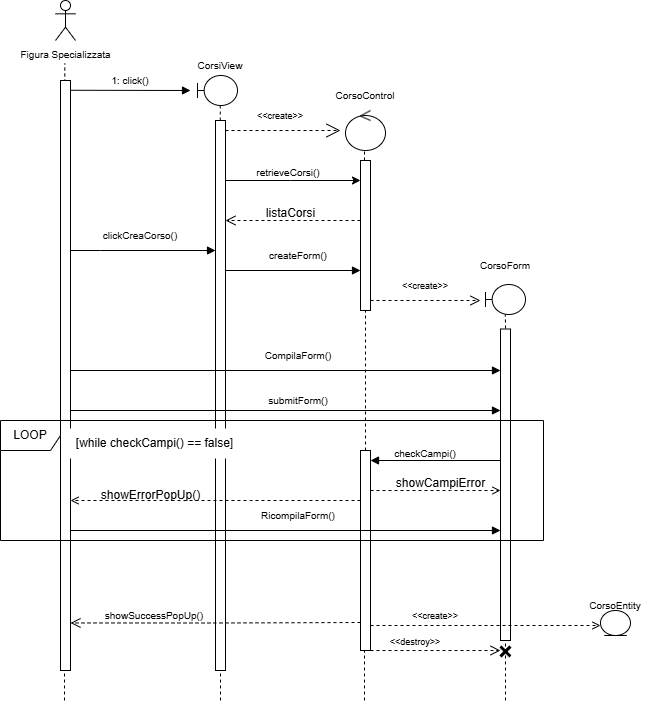 Figura Specializzata
CorsiView
1: click()
CorsoControl
<<create>>
retrieveCorsi()
listaCorsi
clickCreaCorso()
createForm()
CorsoForm
<<create>>
CompilaForm()
submitForm()
LOOP
[while checkCampi() == false]
checkCampi()
showCampiError
showErrorPopUp()
RicompilaForm()
CorsoEntity
showSuccessPopUp()
<<create>>
<<destroy>>